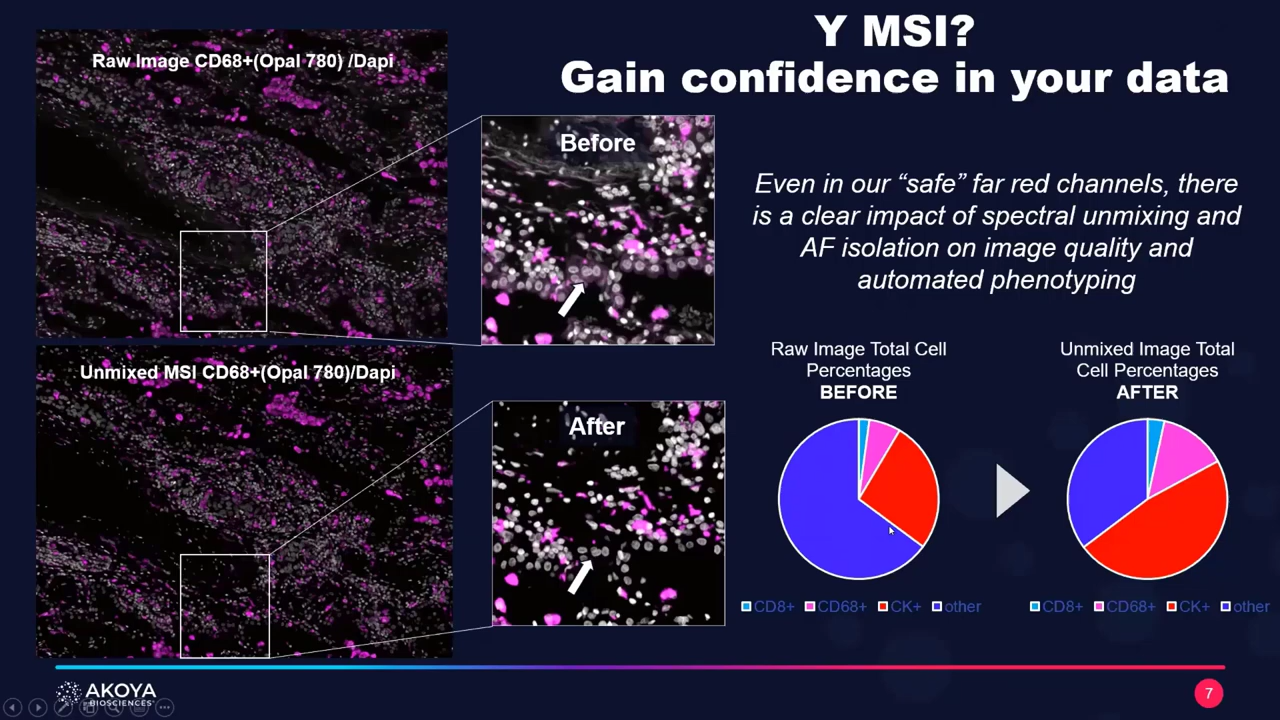 Y MSI?
Gain confidence in your data
Raw Image CD68+(Opal 780) /Dapi
Before
Even in our “safe” far red channels, there
is a clear impact of spectral unmixing and
AF isolation on image quality and
automated phenotyping
Unmixed MSI CD68+(Opal 780)/Dapi
After
Raw Image Total Cell
Percentages
BEFORE
Unmixed Image Total
Cell Percentages
AFTER
CD8+ CD68+ CK+ other
CD8+ CD68+ CK+ other
AKOYA
BIOSCIENCES
7